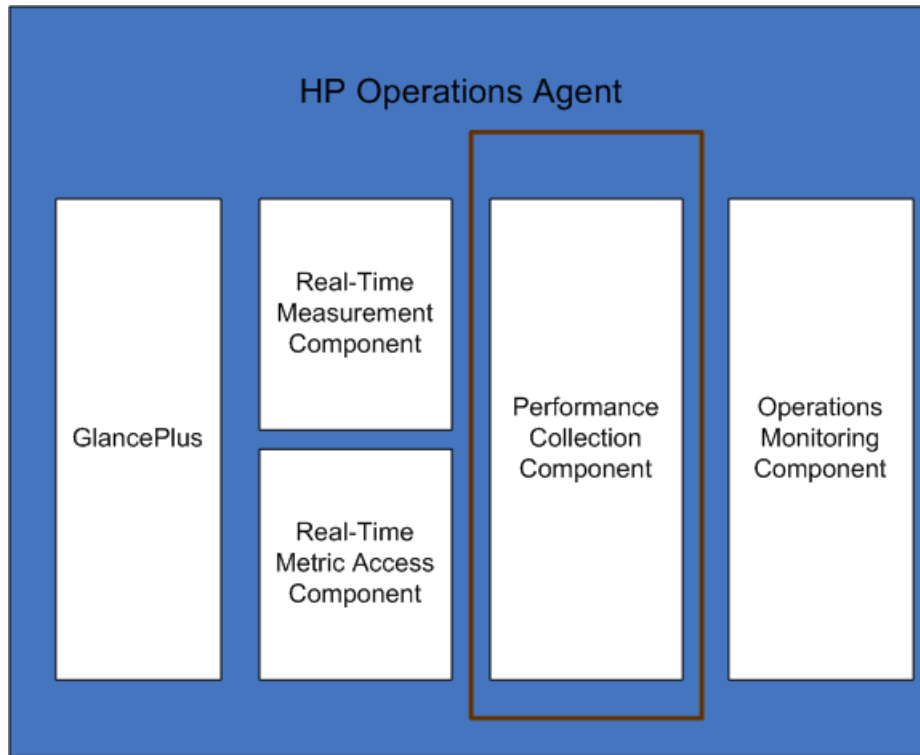 HP Operations Agent
GlancePlus
Real-Time
Measurement
Component
Real-Time
Metric Access
Component
Performance
Collection
Component
Operations
Monitoring
Component